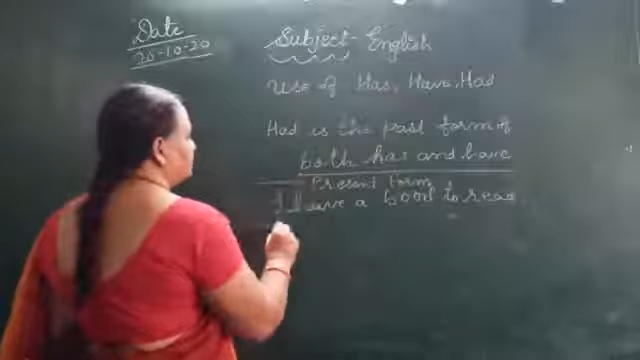 Date
20-10-20
Subject - English
use of Has, Have, Had
Had is the past form of
both has and have
Present form
I have a book to read